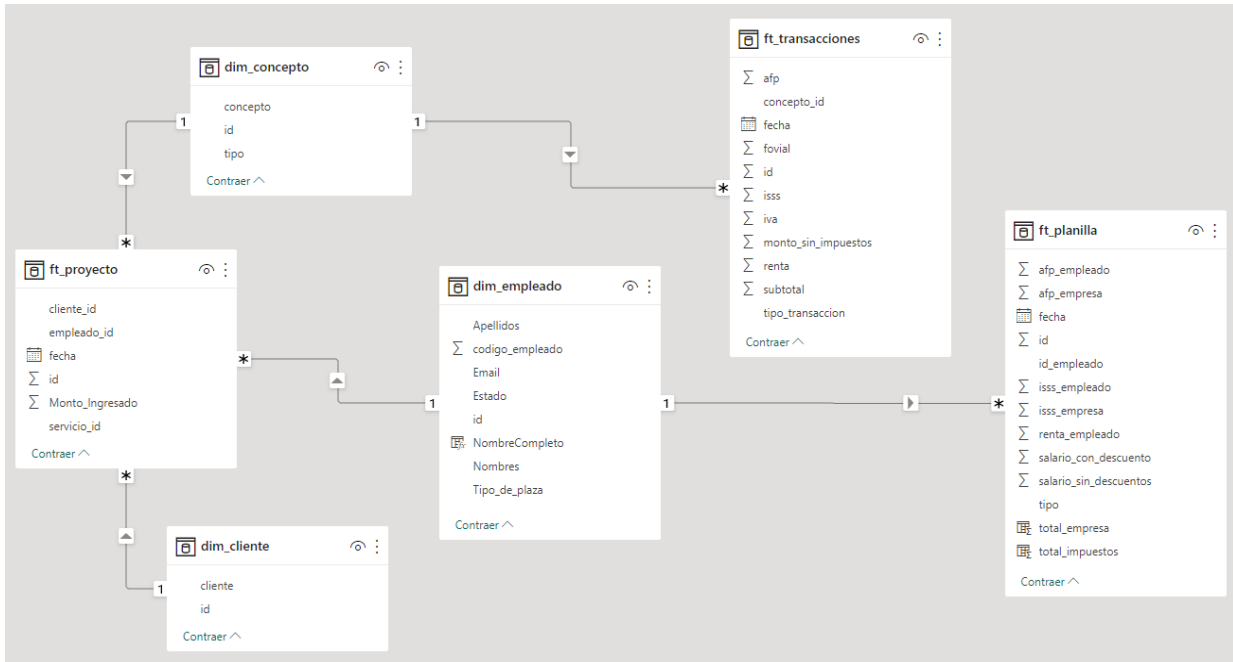 dim_concepto
concepto
id
tipo
Contraer
1
1
*
*
ft_transacciones
afp
concepto_id
fecha
fovial
id
isss
iva
monto_sin_impuestos
renta
subtotal
tipo_transaccion
Contraer
ft_proyecto
cliente_id
empleado_id
fecha
id
Monto_Ingresado
servicio_id
Contraer
*
*
dim_empleado
Apellidos
codigo_empleado
Email
Estado
id
NombreCompleto
Nombres
Tipo_de_plaza
Contraer
1
1
*
ft_planilla
afp_empleado
afp_empresa
fecha
id
id_empleado
isss_empleado
isss_empresa
renta_empleado
salario_con_descuento
salario_sin_descuentos
tipo
total_empresa
total_impuestos
Contraer
dim_cliente
cliente
id
Contraer
1